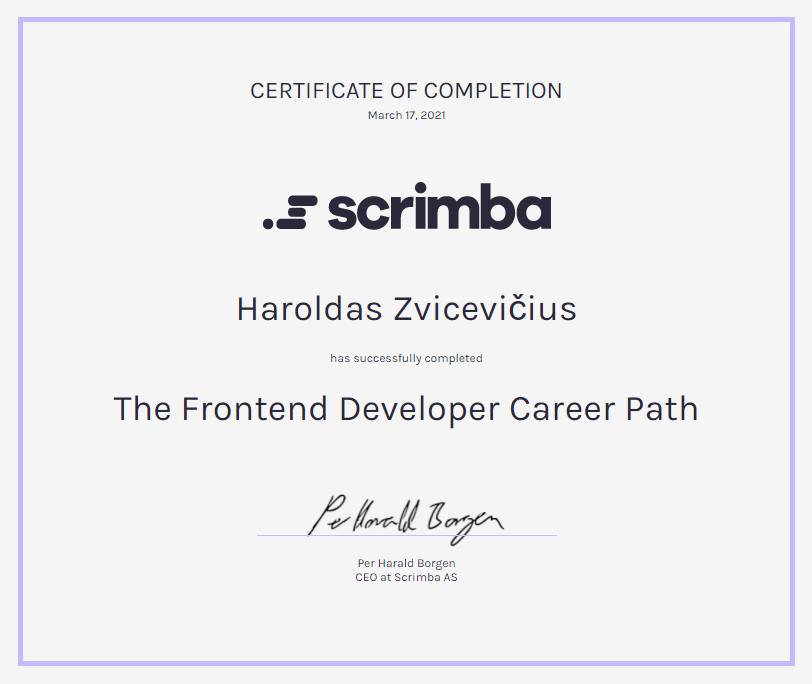 CERTIFICATE OF COMPLETION
March 17, 2021
scrimba
Haroldas Zvicevičius
has successfully completed
The Frontend Developer Career Path
Per Harald Borgen
Per Harald Borgen
CEO at Scrimba AS